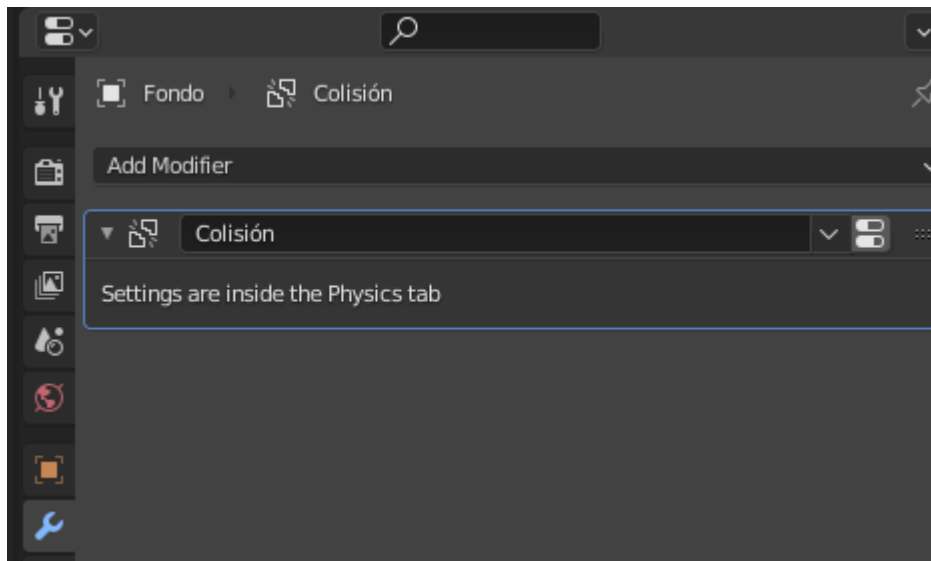 Fondo Colisión
Add Modifier
Colisión
Settings are inside the Physics tab